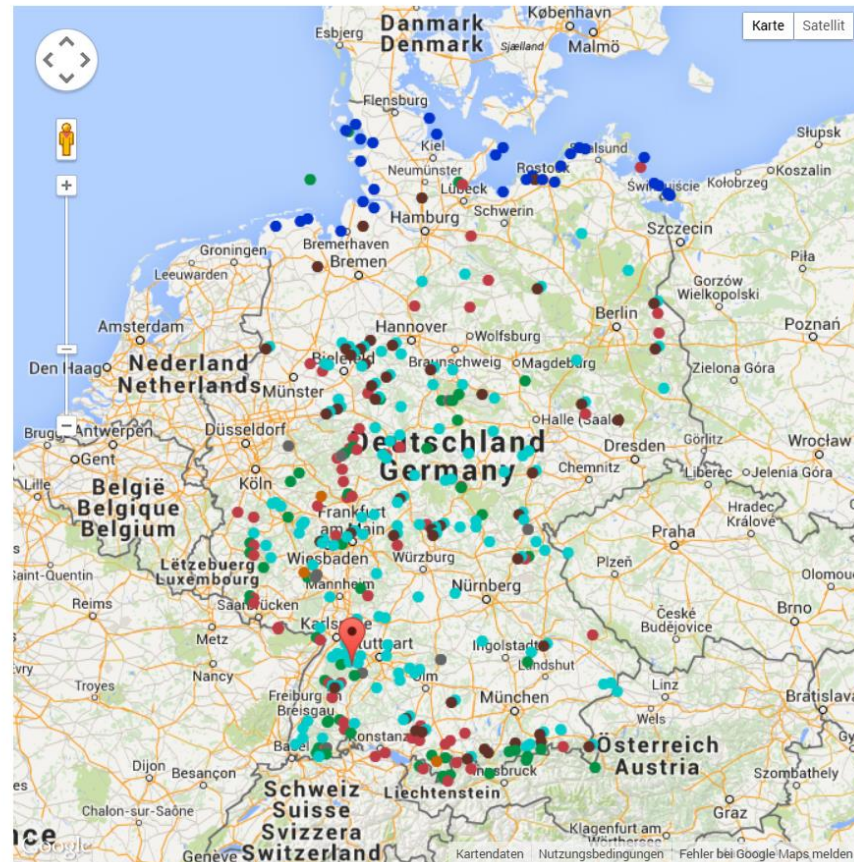 København
Danmark
Denmark
Karte
Satellit
Esbjerg
Sjælland
Malmö
Flensburg
Słupsk
Kiel
Rostock
Koszalin
Neumünster
Kołobrzeg
Lübeck
Schwerin
Hamburg
Szczecin
Bremerhaven
Groningen
Piła
Leeuwarden
Bremen
Gorzów
Wielkopolski
Berlin
Amsterdam
Hannover
Wolfsburg
Poznań
Den Haag
Nederland
Bielefeld
Braunschweig
Magdeburg
Netherlands
Münster
Zielona Góra
Antwerpen
Düsseldorf
Halle (Saale)
Deutschland
Görlitz
Wrocław
Gent
Dresden
Germany
Lille
Köln
Chemnitz
Liberec
Jelenia Góra
België
Belgique
Belgium
Frankfurt
am Main
Hradec
Králové
Praha
Wiesbaden
Würzburg
Lëtzebuerg
Luxembourg
Plzeň
Olomouc
Saint-Quentin
Mannheim
Nürnberg
Reims
Saarbrücken
České
Budějovice
Brno
Metz
Karlsruhe
Stuttgart
Ingolstadt
Nancy
Landshut
Troyes
Ulm
Linz
Freiburg im
Breisgau
München
Wels
Bratislava
Konstanz
Basel
Österreich
Austria
Dijon
Besançon
Innsbruck
Szombathely
Schweiz
Suisse
Svizzera
Switzerland
Liechtenstein
Graz
Chalon-sur-Saône
Klagenfurt am
Wörthersee
Google
Genève
Kartendaten
Nutzungsbedingungen
Fehler bei Google Maps melden